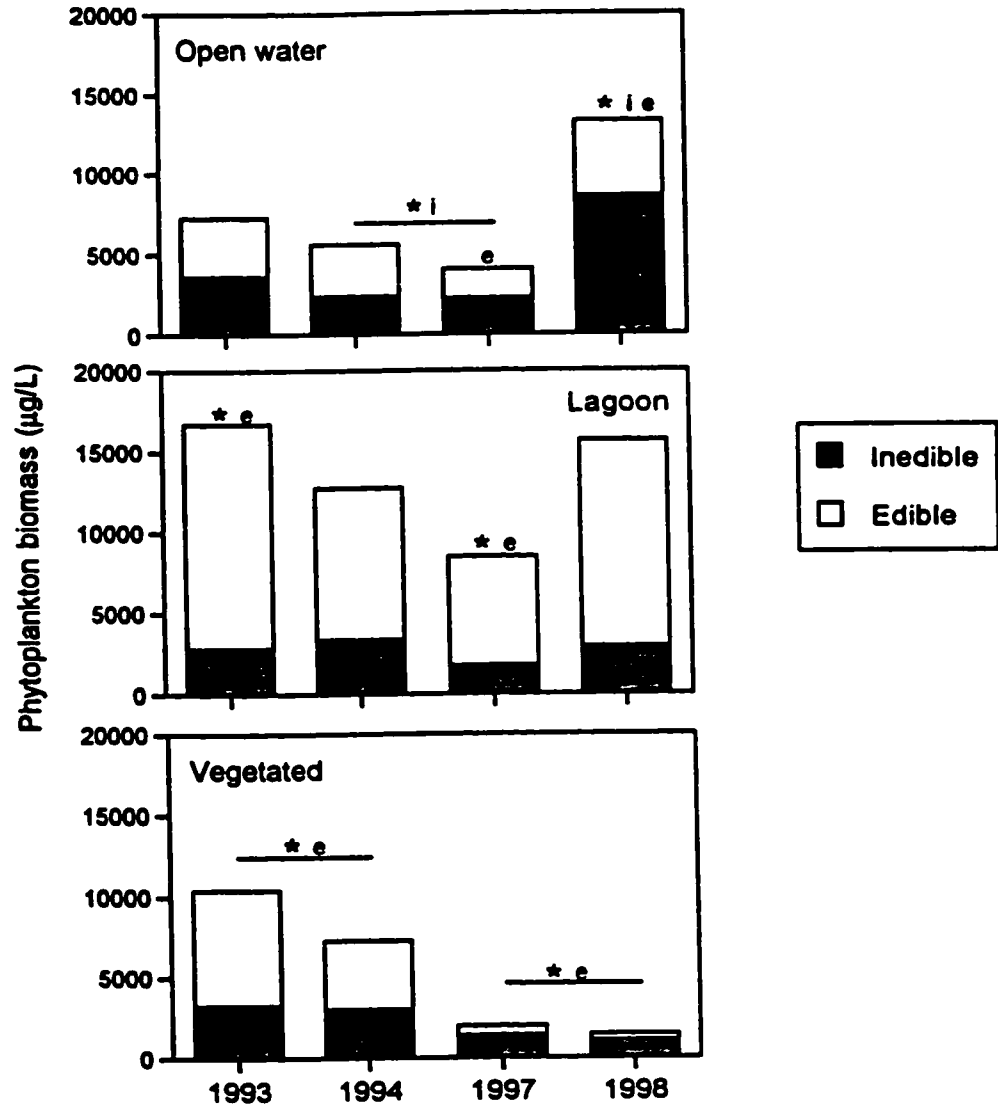 Phytoplankton biomass (µg/L)
20000
15000
10000
5000
0
Open water
* i
e
* i e
20000
15000
10000
5000
0
Lagoon
* e
* e
20000
15000
10000
5000
0
Vegetated
* e
* e
1993 1994 1997 1998
Inedible
Edible